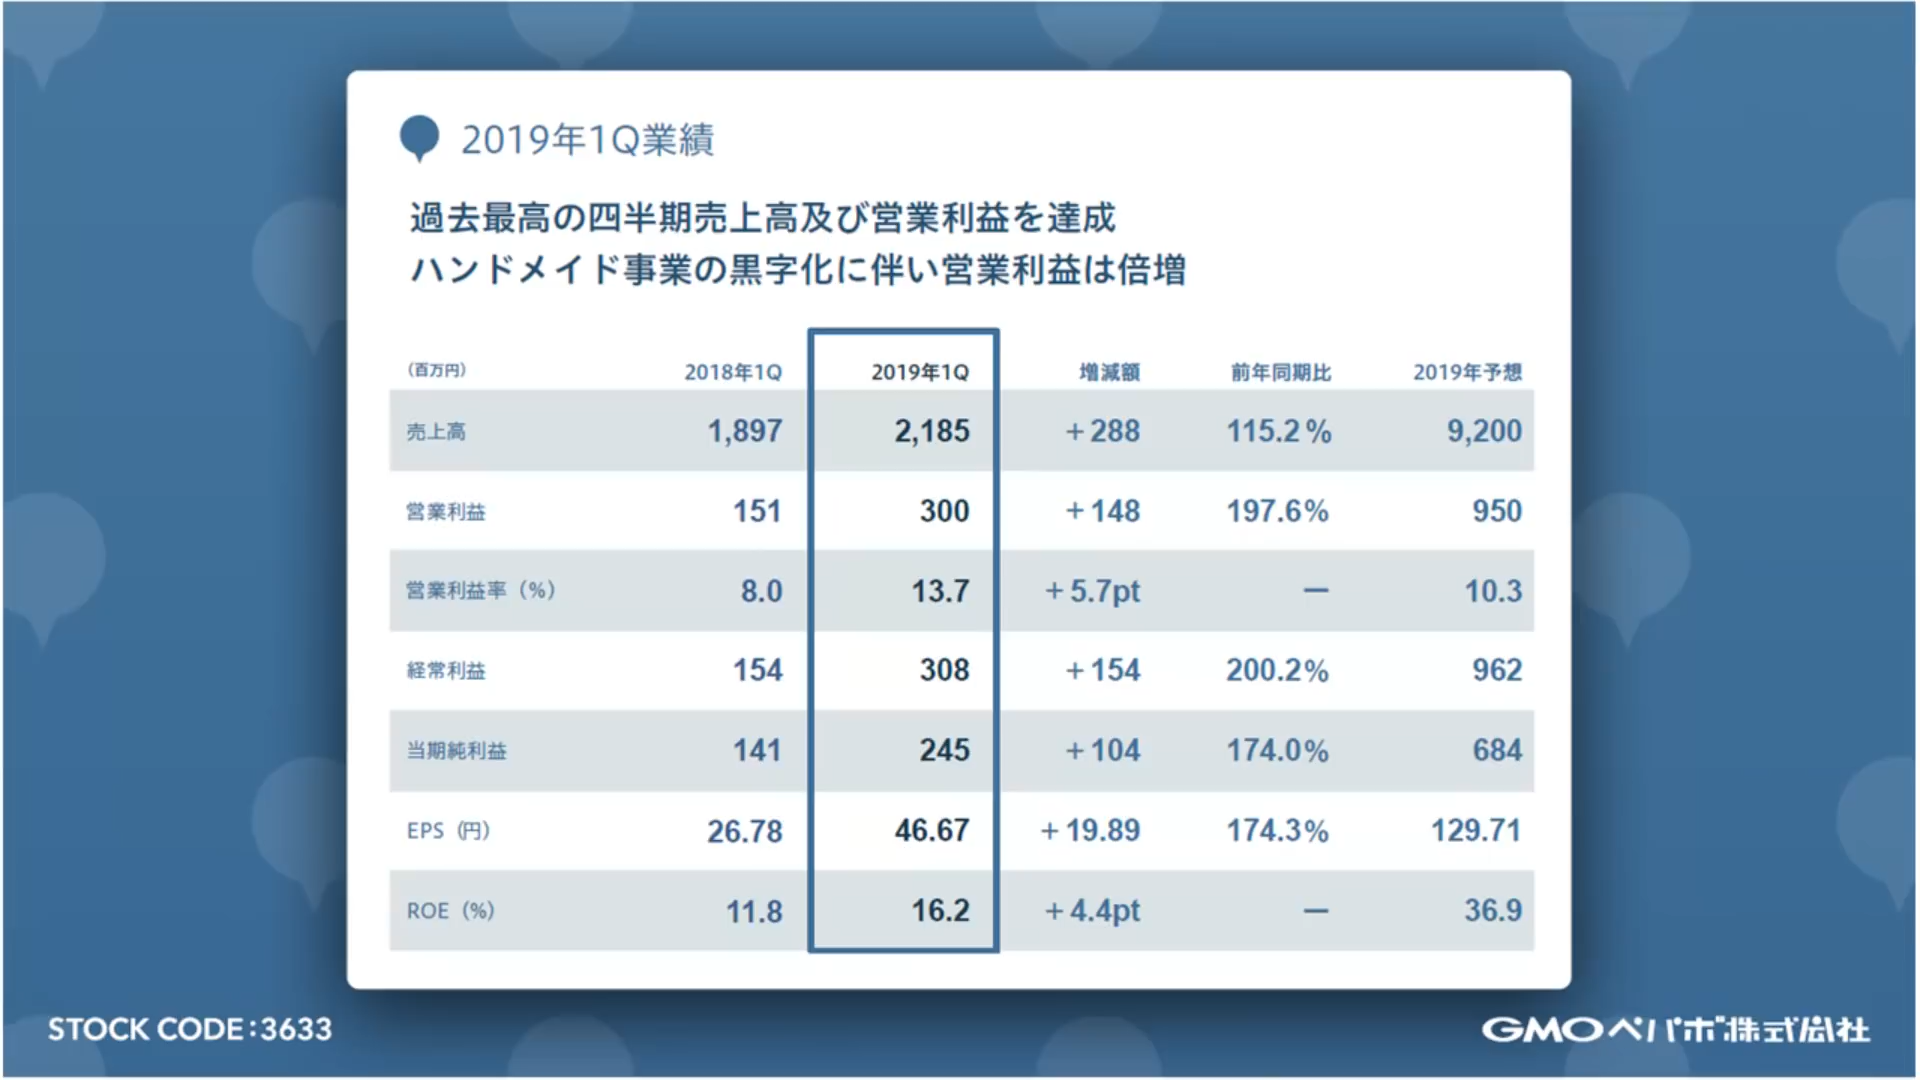 2019年1Q業績
過去最高の四半期売上高及び営業利益を達成
ハンドメイド事業の黒字化に伴い営業利益は倍増
（百万円） 2018年1Q 2019年1Q 増減額 前年同期比 2019年予想
売上高 1,897 2,185 +288 115.2% 9,200
営業利益 151 300 +148 197.6% 950
営業利益率（%） 8.0 13.7 +5.7pt ー 10.3
経常利益 154 308 +154 200.2% 962
当期純利益 141 245 +104 174.0% 684
EPS（円） 26.78 46.67 +19.89 174.3% 129.71
ROE（%） 11.8 16.2 +4.4pt ー 36.9
STOCK CODE:3633 GMOペパボ株式会社